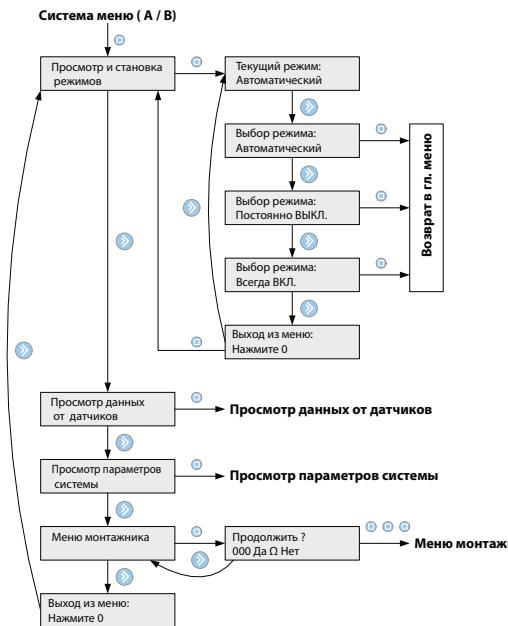 Система меню ( А / В)
Просмотр и становка
режимов
Текущий режим:
Автоматический
Выбор режима:
Автоматический
Выбор режима:
Постоянно ВЫКЛ.
Выбор режима:
Всегда ВКЛ.
Выход из меню:
Нажмите 0
Возврат в гл. меню
Просмотр данных
от датчиков
Просмотр данных от датчиков
Просмотр параметров
системы
Просмотр параметров системы
Меню монтажника
Продолжить ?
000 Да Ω Нет
Меню монтаж
Выход из меню:
Нажмите 0